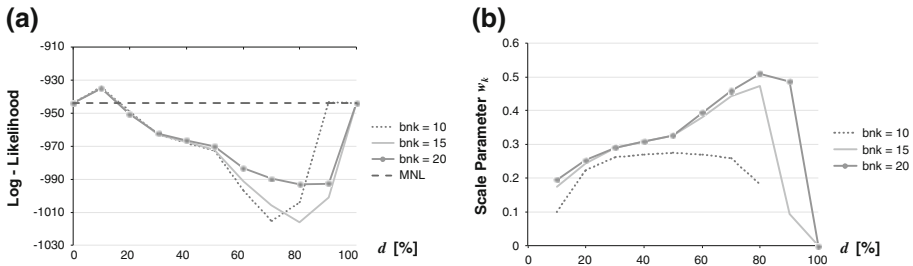 (a)
Log - Likelihood
-910
-930
-950
-970
-990
-1010
-1030
0
20
40
60
80
100
d [%]
bnk = 10
bnk = 15
bnk = 20
MNL
(b)
Scale Parameter wk
0.6
0.5
0.4
0.3
0.2
0.1
0
0
20
40
60
80
100
d [%]
bnk = 10
bnk = 15
bnk = 20